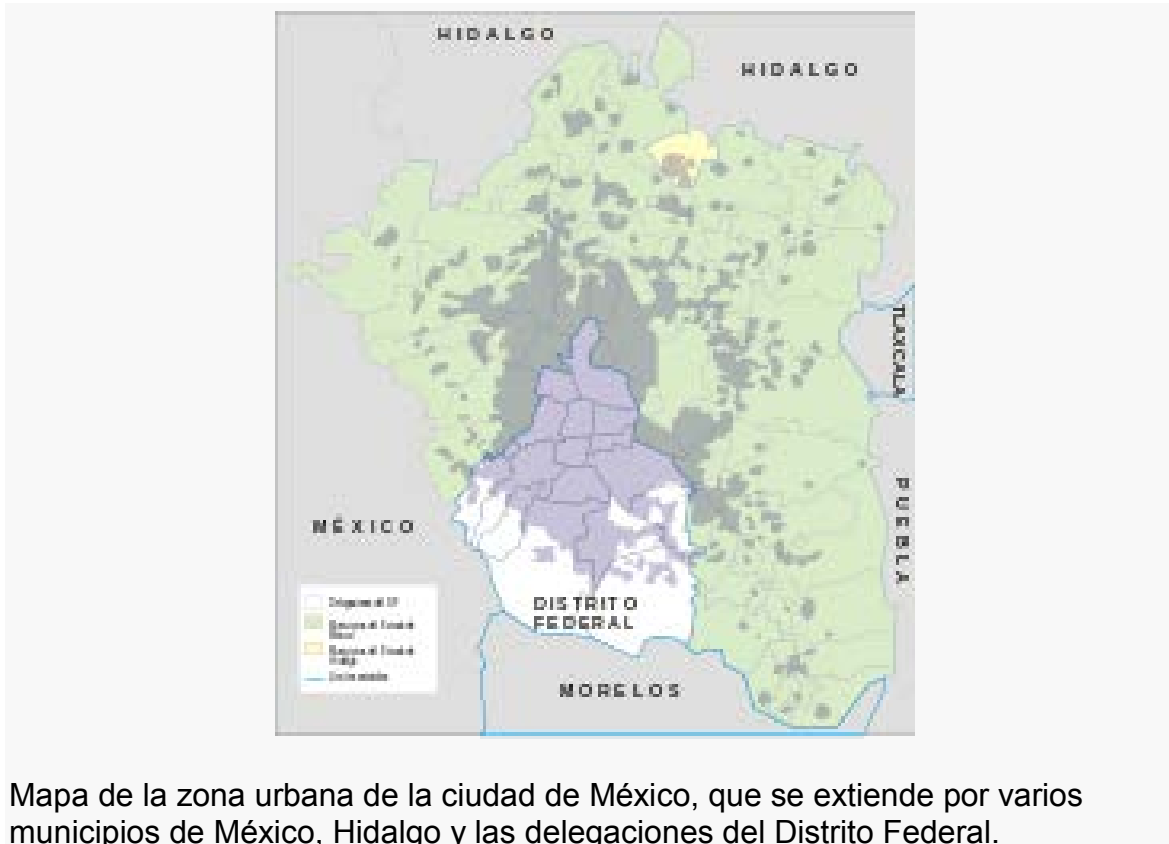 HIDALGO
HIDALGO
TLAXCALA
PUEBLA
MÉXICO
DISTRITO
FEDERAL
MORELOS
Mapa de la zona urbana de la ciudad de México, que se extiende por varios
municipios de México, Hidalgo y las delegaciones del Distrito Federal.